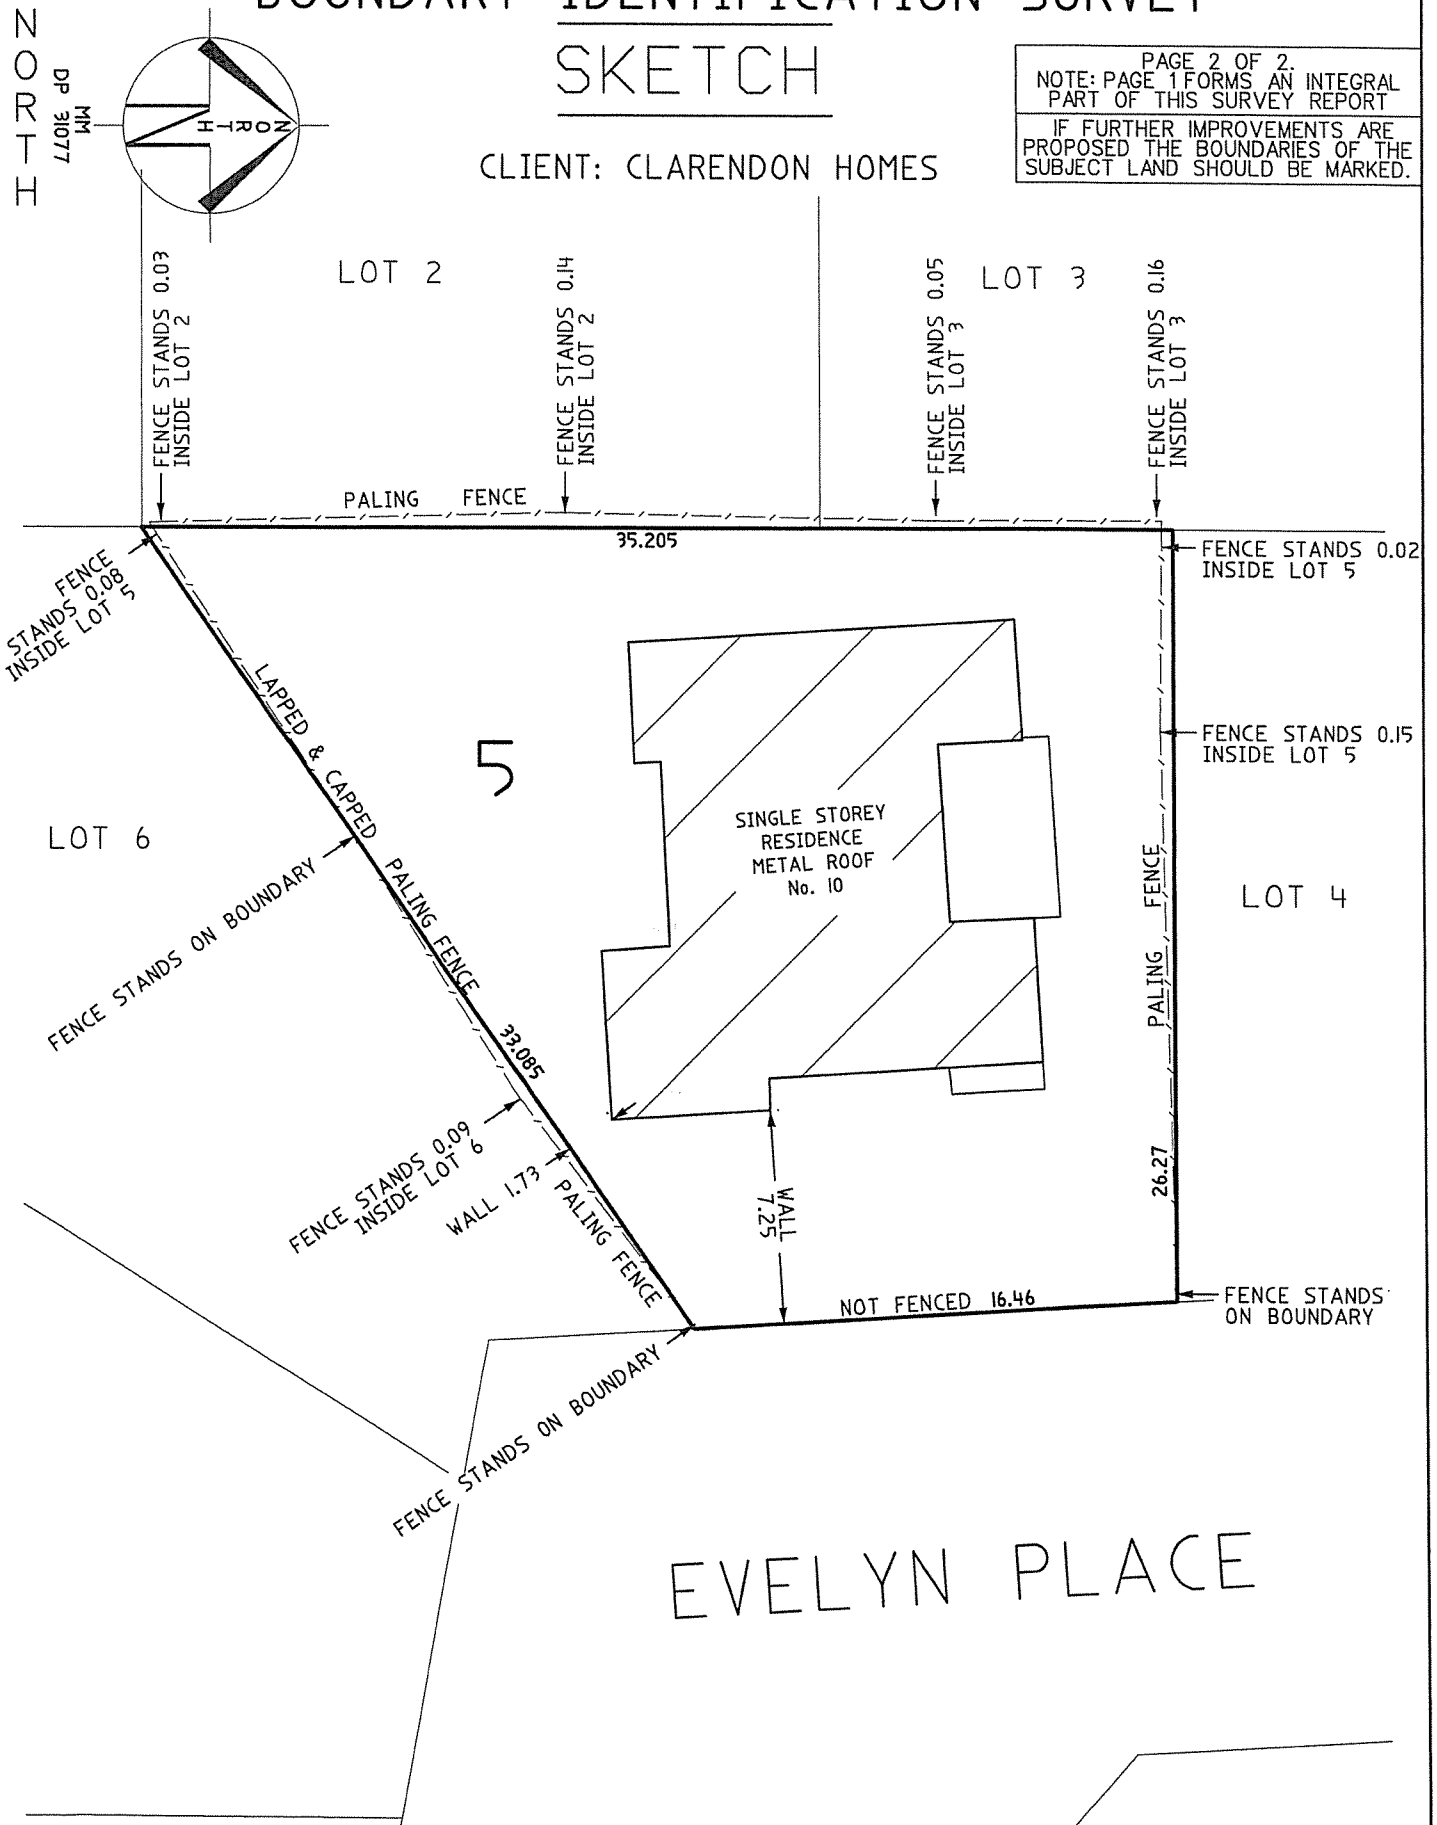 BOUNDARY IDENTIFICATION SURVEY
SKETCH
CLIENT: CLARENDON HOMES
NORTH
MM
DP 31077
NORTH
PAGE 2 OF 2.
NOTE: PAGE 1 FORMS AN INTEGRAL
PART OF THIS SURVEY REPORT
IF FURTHER IMPROVEMENTS ARE
PROPOSED THE BOUNDARIES OF THE
SUBJECT LAND SHOULD BE MARKED.
LOT 2
LOT 3
FENCE STANDS 0.03
INSIDE LOT 2
FENCE STANDS 0.14
INSIDE LOT 2
FENCE STANDS 0.05
INSIDE LOT 3
FENCE STANDS 0.16
INSIDE LOT 3
PALING FENCE
35.205
FENCE STANDS 0.02
INSIDE LOT 5
FENCE
STANDS 0.08
INSIDE LOT 5
LAPPED & CAPPED PALING FENCE
5
FENCE STANDS 0.15
INSIDE LOT 5
LOT 6
SINGLE STOREY
RESIDENCE
METAL ROOF
No. 10
PALING FENCE
LOT 4
FENCE STANDS ON BOUNDARY
33.085
FENCE STANDS 0.09
INSIDE LOT 6
WALL 1.73
PALING FENCE
WALL
7.25
26.27
NOT FENCED 16.46
FENCE STANDS
ON BOUNDARY
FENCE STANDS ON BOUNDARY
EVELYN PLACE